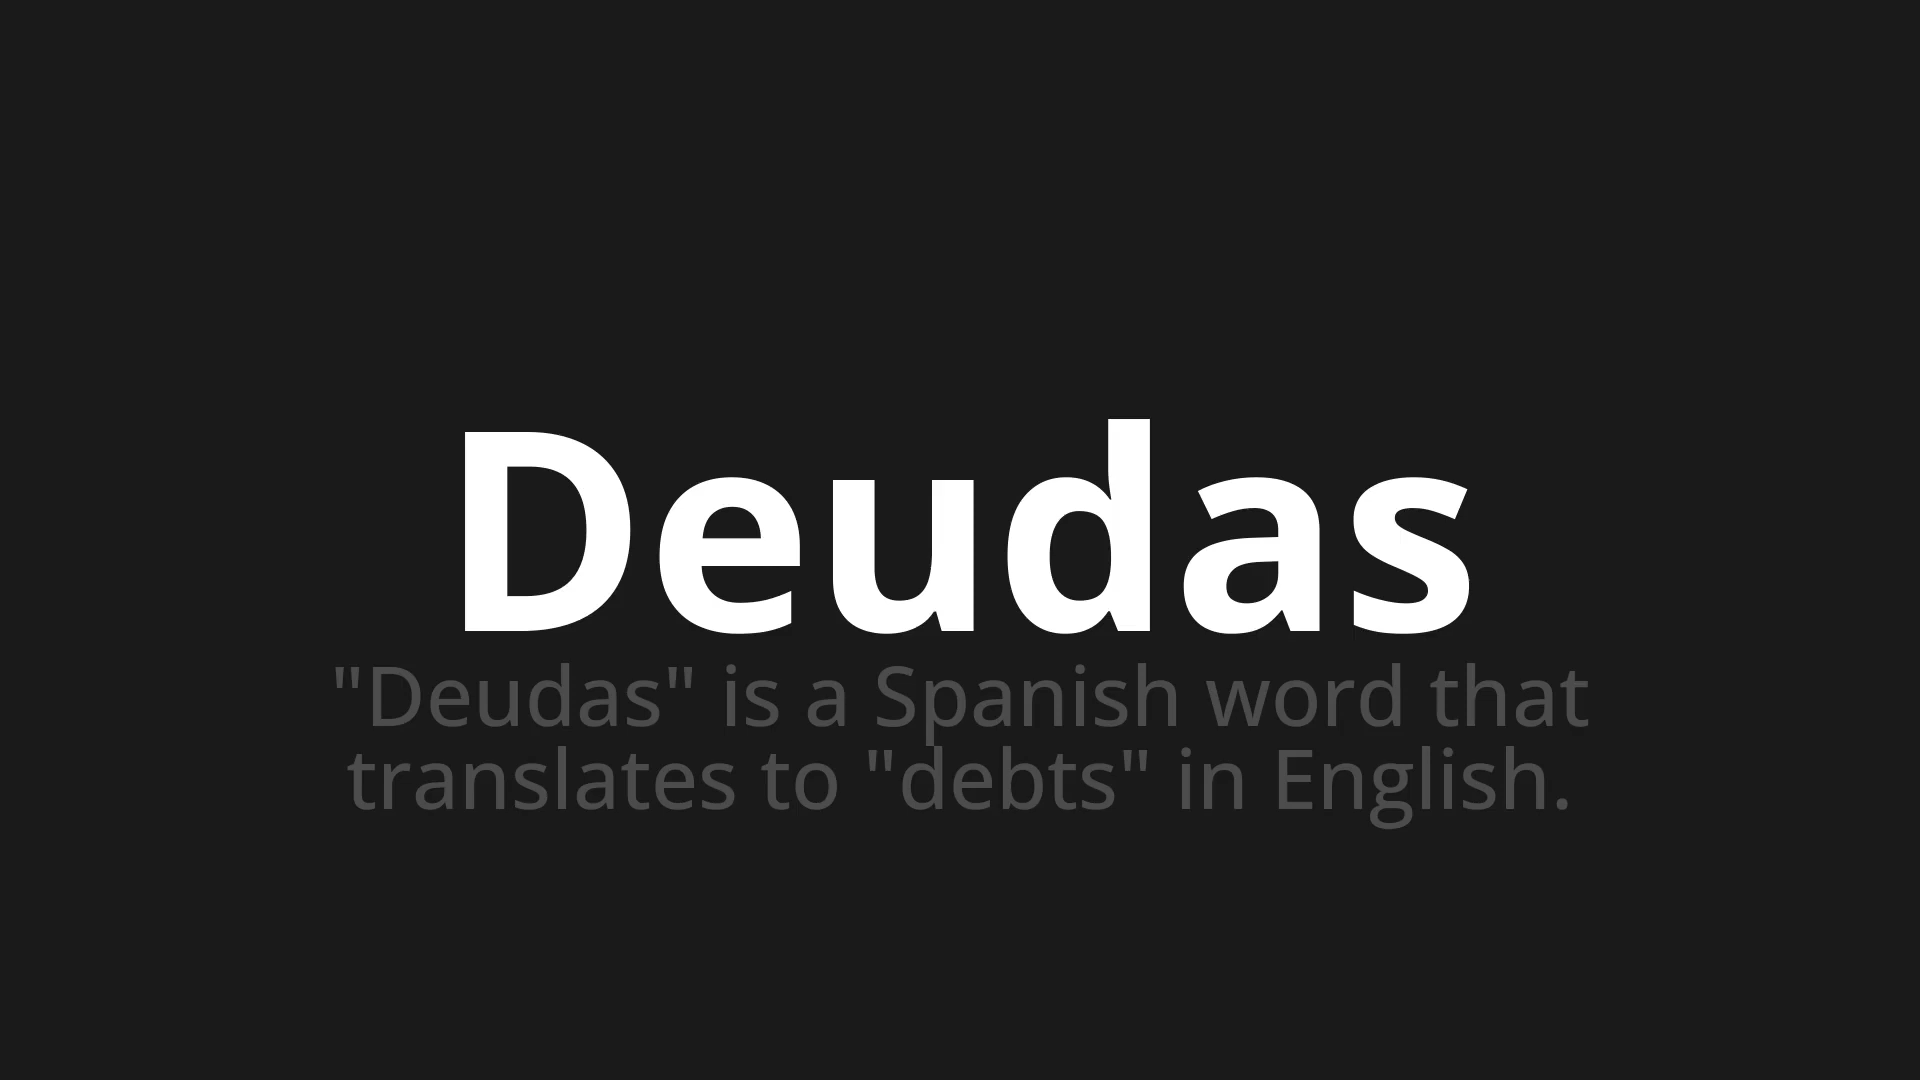 Deudas
"Deudas" is a Spanish word that
translates to "debts" in English.